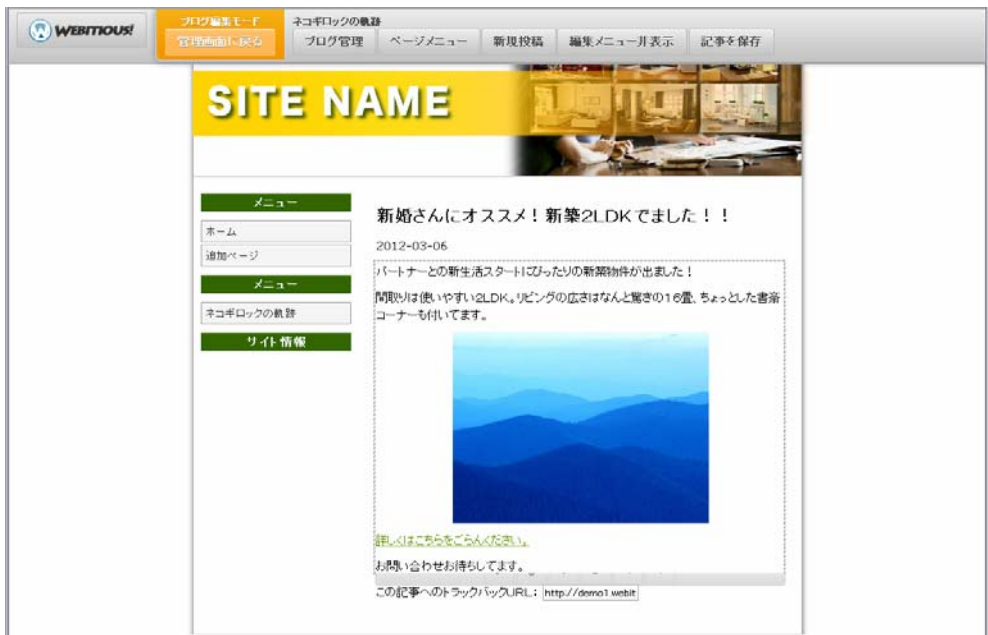 WEBITIOUS!
ブログ編集モード
ネコギロックの軌跡
管理画面に戻る
ブログ管理
ページメニュー
新規投稿
編集メニュー非表示
記事を保存
SITE NAME
メニュー
ホーム
追加ページ
メニュー
ネコギロックの軌跡
サイト情報
新婚さんにオススメ！新築2LDKでました！！
2012-03-06
パートナーとの新生活スタートにぴったりの新築物件が出ました！
間取りは使いやすい2LDK。リビングの広さはなんと驚きの16畳、ちょっとした書斎
コーナーも付いてます。
詳しくはこちらをごらんください。
お問い合わせお待ちしてます。
この記事へのトラックバックURL： http://demo1.webit